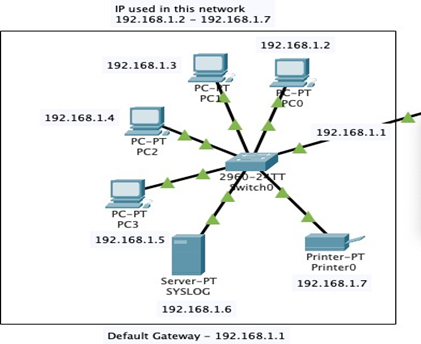 IP used in this network
192.168.1.2 - 192.168.1.7
192.168.1.2
192.168.1.3
PC-PT
PC1
PC-PT
PC0
192.168.1.4
192.168.1.1
PC-PT
PC2
2960-24TT
Switch0
PC-PT
PC3
192.168.1.5
Server-PT
SYSLOG
192.168.1.6
Printer-PT
Printer0
192.168.1.7
Default Gateway - 192.168.1.1